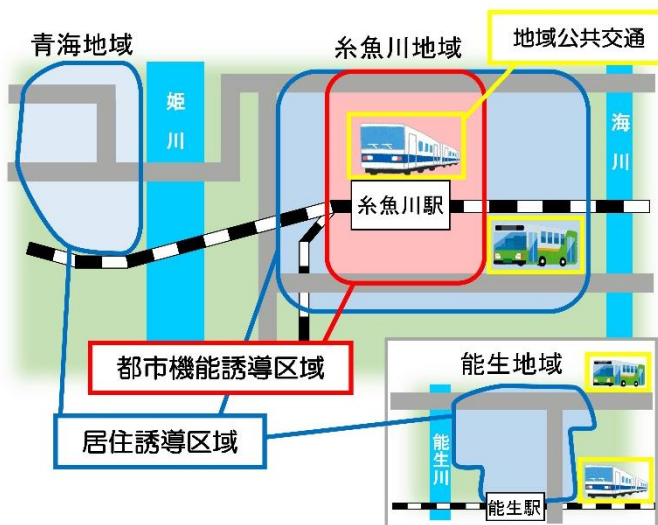 青海地域
糸魚川地域
地域公共交通
姫川
海川
糸魚川駅
都市機能誘導区域
居住誘導区域
能生地域
能生川
能生駅